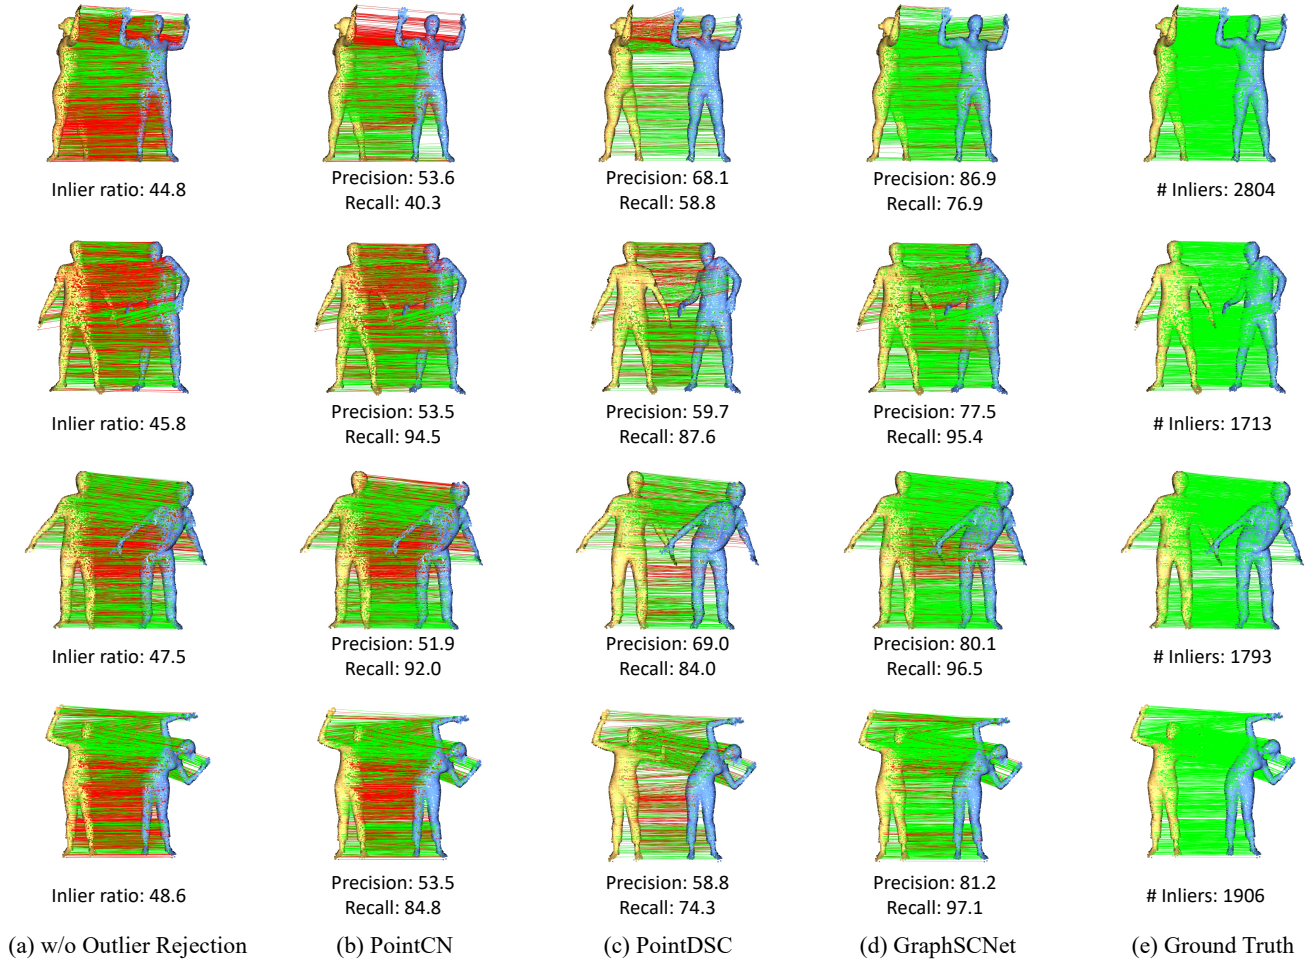 Inlier ratio: 44.8
Precision: 53.6
Recall: 40.3
Precision: 68.1
Recall: 58.8
Precision: 86.9
Recall: 76.9
# Inliers: 2804
Inlier ratio: 45.8
Precision: 53.5
Recall: 94.5
Precision: 59.7
Recall: 87.6
Precision: 77.5
Recall: 95.4
# Inliers: 1713
Inlier ratio: 47.5
Precision: 51.9
Recall: 92.0
Precision: 69.0
Recall: 84.0
Precision: 80.1
Recall: 96.5
# Inliers: 1793
Inlier ratio: 48.6
Precision: 53.5
Recall: 84.8
Precision: 58.8
Recall: 74.3
Precision: 81.2
Recall: 97.1
# Inliers: 1906
(a) w/o Outlier Rejection
(b) PointCN
(c) PointDSC
(d) GraphSCNet
(e) Ground Truth